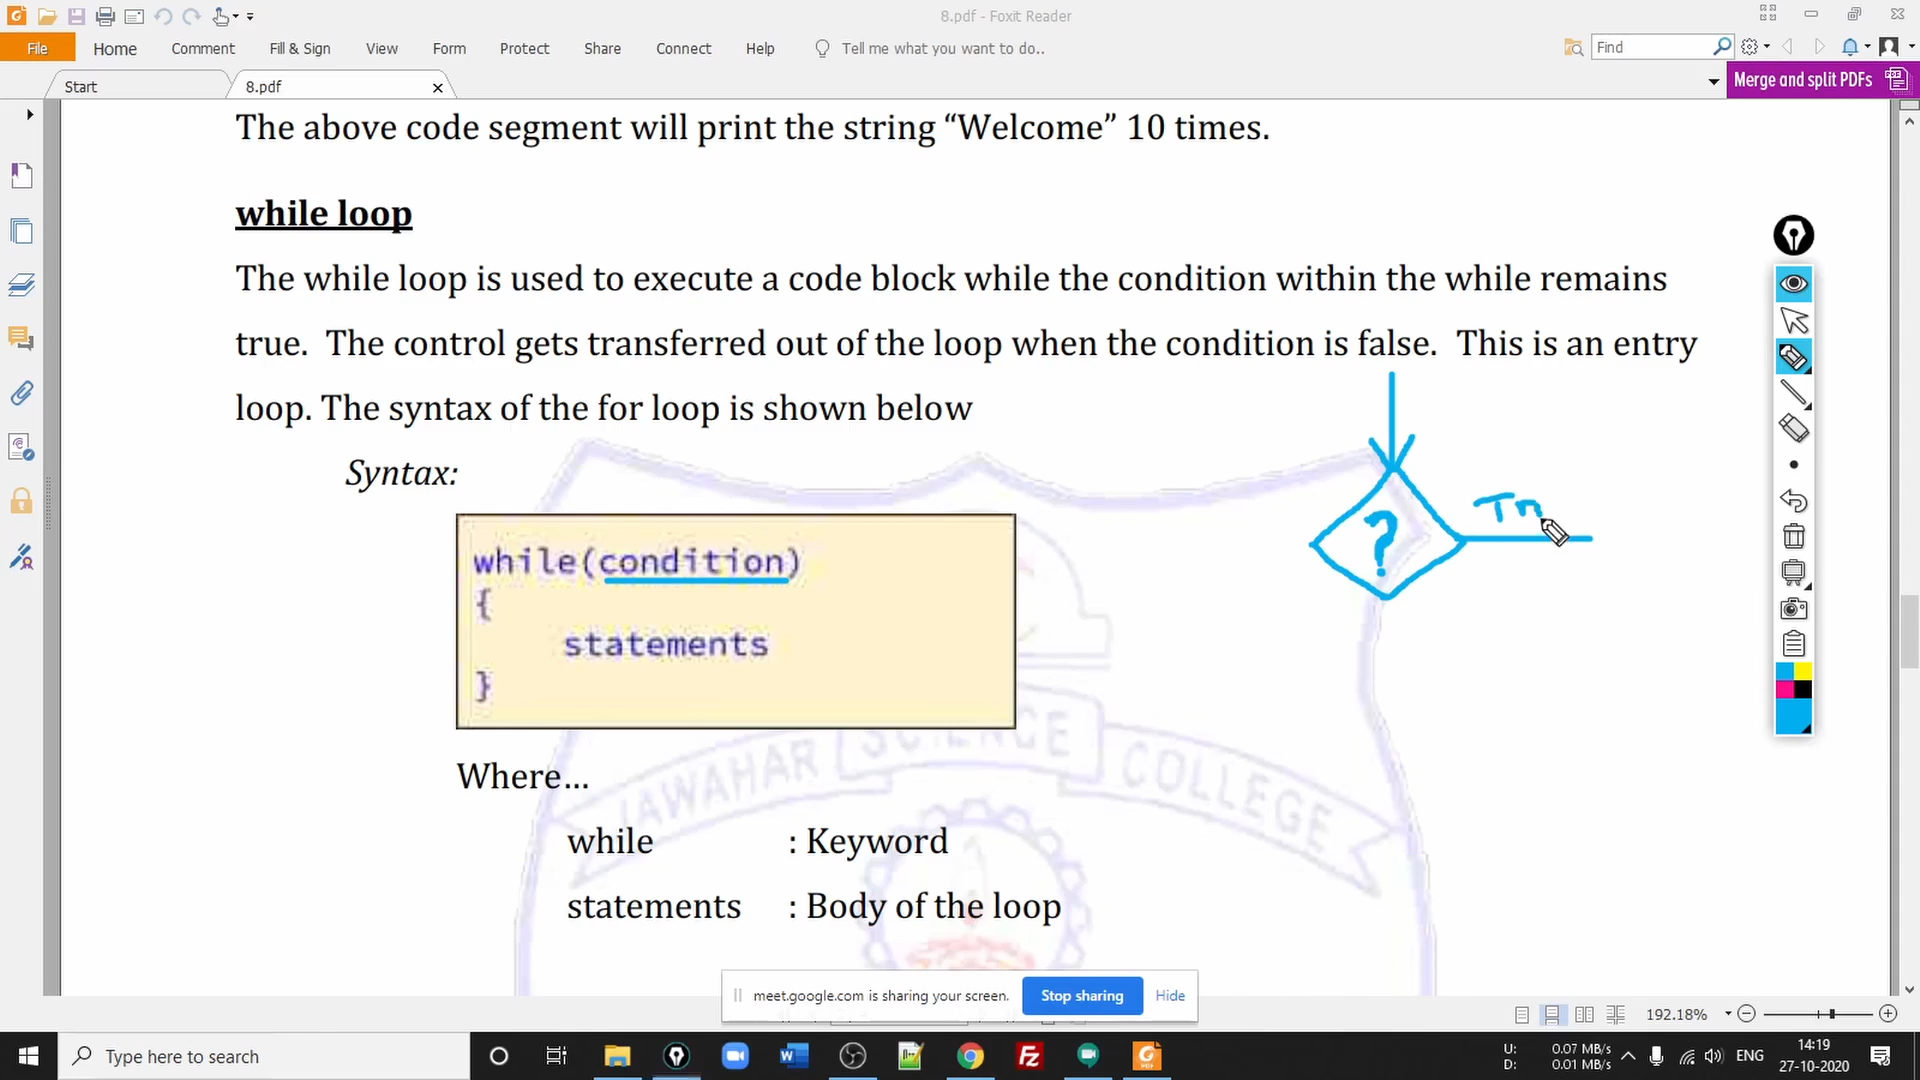 8.pdf - Foxit Reader
File Home Comment Fill & Sign View Form Protect Share Connect Help Tell me what you want to do.. Find
Start 8.pdf Merge and split PDFs
The above code segment will print the string “Welcome” 10 times.
while loop
The while loop is used to execute a code block while the condition within the while remains
true. The control gets transferred out of the loop when the condition is false. This is an entry
loop. The syntax of the for loop is shown below
Syntax:
while(condition)
{
statements
}
?
Where...
while : Keyword
statements : Body of the loop
JAWAHAR SCIENCE COLLEGE
meet.google.com is sharing your screen. Stop sharing Hide
192.18%
Type here to search
U: 0.07 MB/s
D: 0.01 MB/s
ENG
14:19
27-10-2020